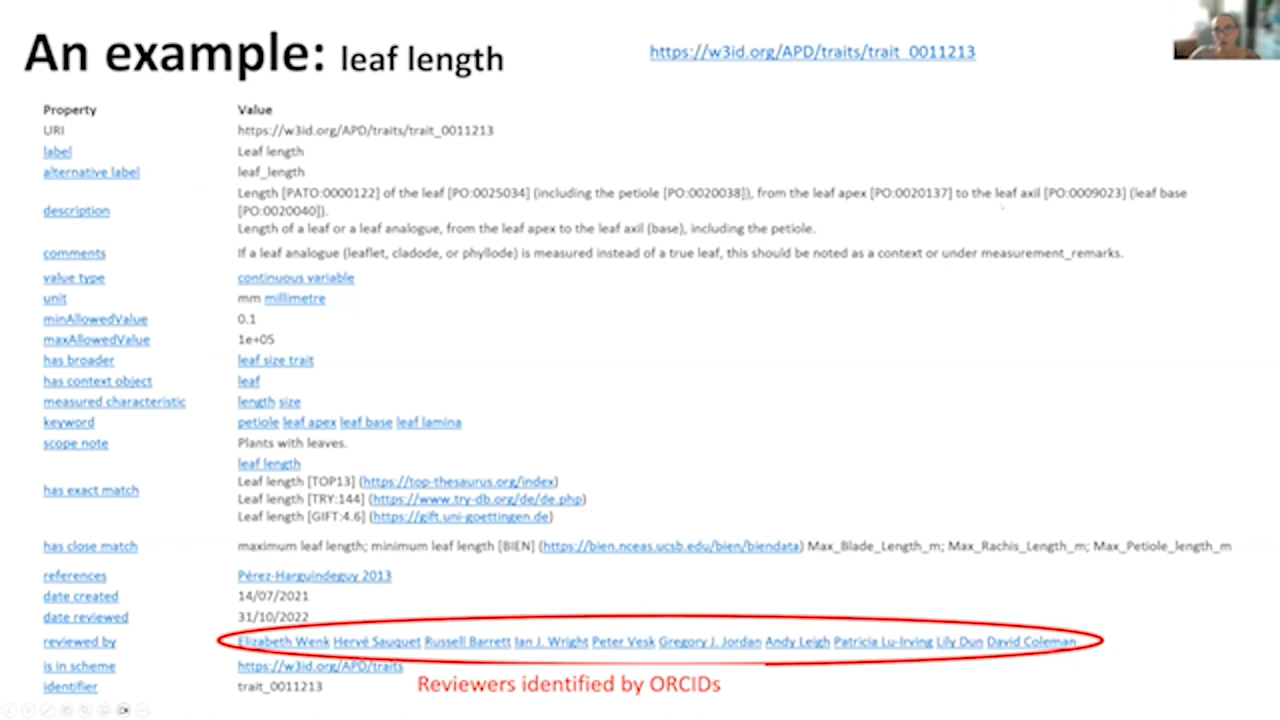 An example: leaf length
https://w3id.org/APD/traits/trait_0011213
Property Value
URI https://w3id.org/APD/traits/trait_0011213
label Leaf length
alternative label leaf_length
description Length [PATO:0000122] of the leaf [PO:0025034] (including the petiole [PO:0020038]), from the leaf apex [PO:0020137] to the leaf axil [PO:0009023] (leaf base
[PO:0020040]).
Length of a leaf or a leaf analogue, from the leaf apex to the leaf axil (base), including the petiole.
comments If a leaf analogue (leaflet, cladode, or phyllode) is measured instead of a true leaf, this should be noted as a context or under measurement_remarks.
value type continuous variable
unit mm millimetre
minAllowedValue 0.1
maxAllowedValue 1e+05
has broader leaf size trait
has context object leaf
measured characteristic length size
keyword petiole leaf apex leaf base leaf lamina
scope note Plants with leaves.
has exact match leaf length
Leaf length [TOP13] (https://top-thesaurus.org/index)
Leaf length [TRY:144] (https://www.try-db.org/de/de.php)
Leaf length [GIFT:4.6] (https://gift.uni-goettingen.de)
has close match maximum leaf length; minimum leaf length [BIEN] (https://bien.nceas.ucsb.edu/bien/biendata) Max_Blade_Length_m; Max_Rachis_Length_m; Max_Petiole_length_m
references Pérez-Harguindeguy 2013
date created 14/07/2021
date reviewed 31/10/2022
reviewed by Elizabeth Wenk Hervé Sauquet Russell Barrett Ian J. Wright Peter Vesk Gregory J. Jordan Andy Leigh Patricia Lu-Irving Lily Dun David Coleman
is in scheme https://w3id.org/APD/traits
identifier trait_0011213
Reviewers identified by ORCIDs